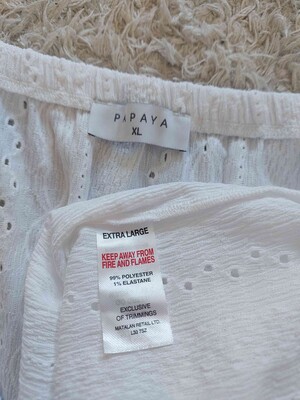 PAPAYA
XL
EXTRA LARGE
KEEP AWAY FROM
FIRE AND FLAMES
99% POLYESTER
1% ELASTANE
EXCLUSIVE
OF TRIMMINGS
MATALAN RETAIL LTD.
L33 7SZ